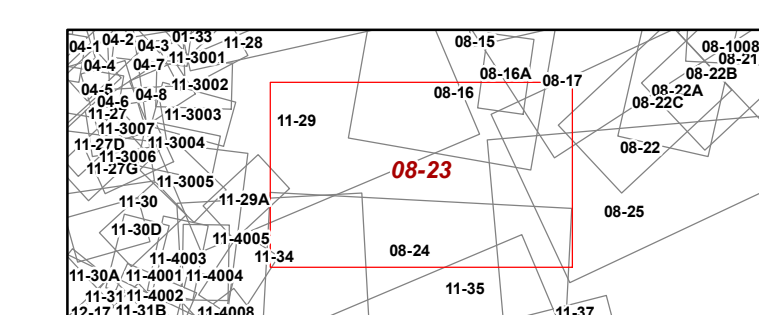 04-1 04-2 04-3 01-33 11-28 08-15 08-1008
04-4 04-7 11-3001 08-16A 08-17 08-22B 08-21
04-5 04-8 11-3002 08-16 08-22A
04-6 08-22C
11-27 11-3003 11-29
11-3007
11-27D 11-3004 08-22
11-3006
11-27G 08-23
11-3005
11-30 11-29A 08-25
11-30D 11-4005
11-4003 11-34 08-24
11-30A 11-4001 11-4004
11-31 11-4002 11-35
12-17 11-31B 11-4008 11-37